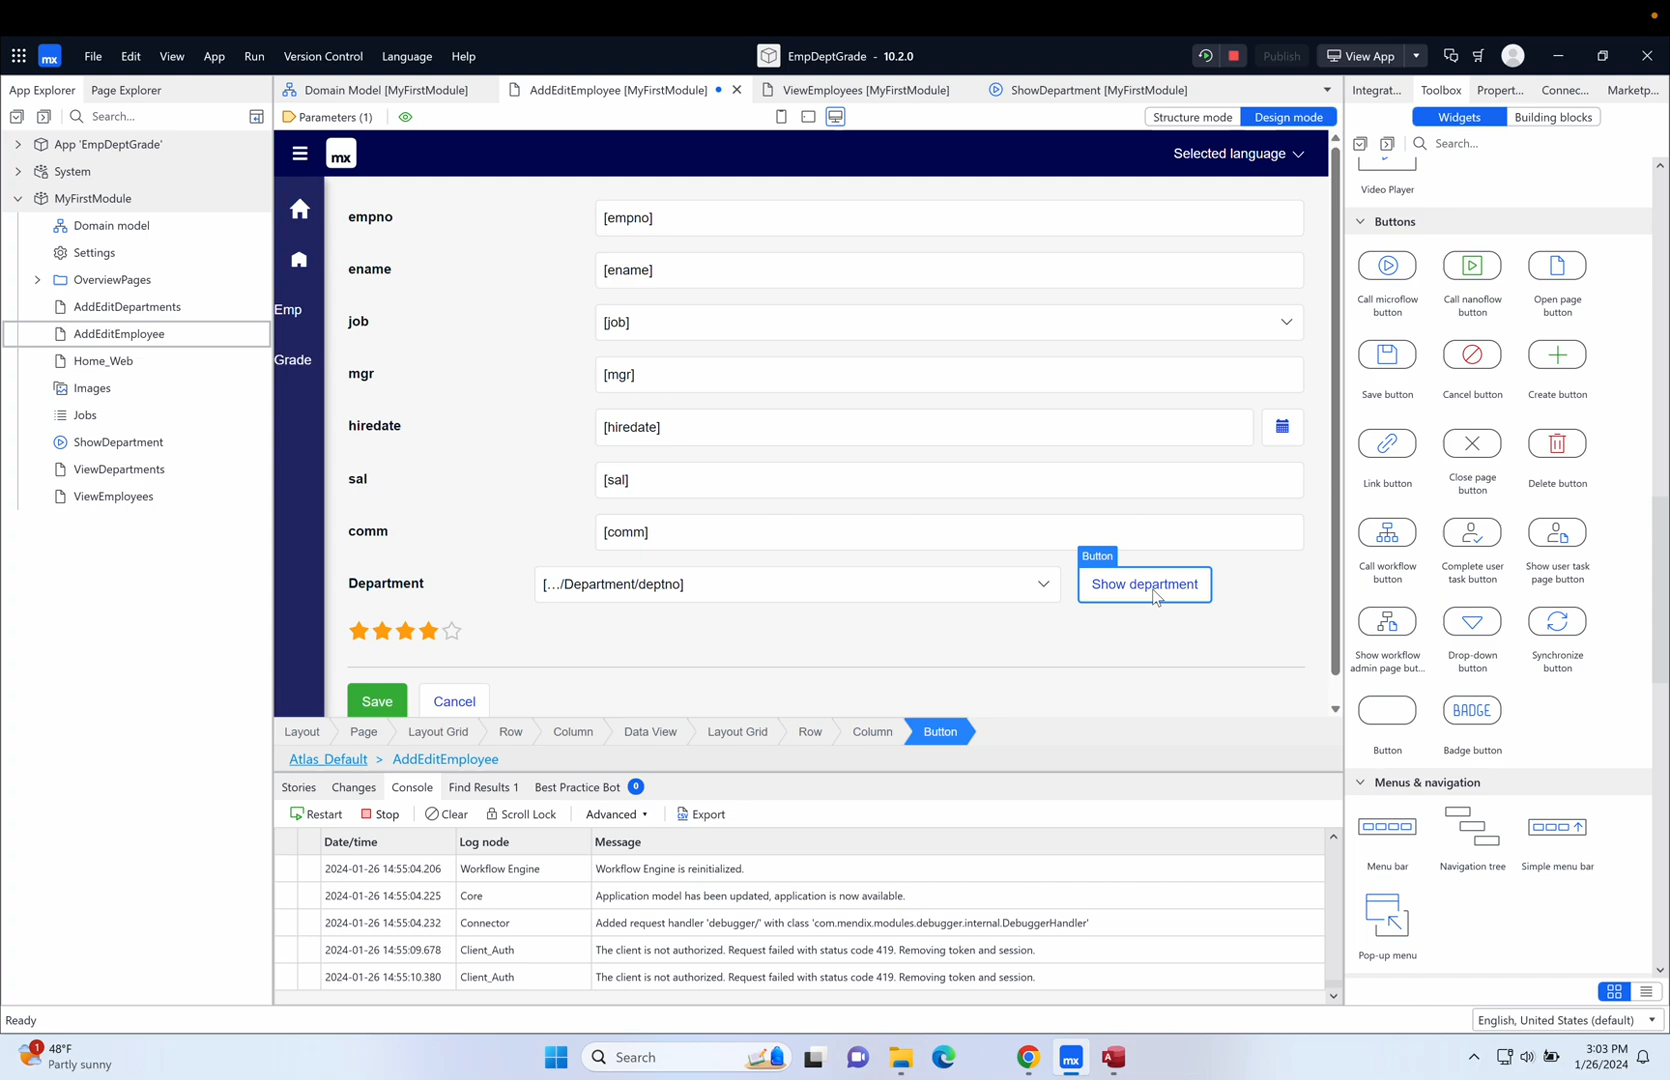 mx File Edit View App Run Version Control Language Help EmpDeptGrade - 10.2.0 Publish View App
App Explorer Page Explorer
Domain Model [MyFirstModule] AddEditEmployee [MyFirstModule] ViewEmployees [MyFirstModule] ShowDepartment [MyFirstModule]
Integrat... Toolbox Propert... Connec... Marketp...
Search...
Parameters (1)
Structure mode Design mode
Widgets Building blocks
Search...
App 'EmpDeptGrade'
System
MyFirstModule
Domain model
Settings
OverviewPages
AddEditDepartments
AddEditEmployee
Home_Web
Images
Jobs
ShowDepartment
ViewDepartments
ViewEmployees
mx
Selected language
Emp
Grade
empno [empno]
ename [ename]
job [job]
mgr [mgr]
hiredate [hiredate]
sal [sal]
comm [comm]
Button
Department [.../Department/deptno] Show department
Save Cancel
Layout Page Layout Grid Row Column Data View Layout Grid Row Column Button
Atlas_Default > AddEditEmployee
Stories Changes Console Find Results 1 Best Practice Bot 0
Restart Stop Clear Scroll Lock Advanced Export
Date/time Log node Message
2024-01-26 14:55:04.206 Workflow Engine Workflow Engine is reinitialized.
2024-01-26 14:55:04.225 Core Application model has been updated, application is now available.
2024-01-26 14:55:04.232 Connector Added request handler 'debugger/' with class 'com.mendix.modules.debugger.internal.DebuggerHandler'
2024-01-26 14:55:09.678 Client_Auth The client is not authorized. Request failed with status code 419. Removing token and session.
2024-01-26 14:55:10.380 Client_Auth The client is not authorized. Request failed with status code 419. Removing token and session.
Video Player
Buttons
Call microflow button
Call nanoflow button
Open page button
Save button
Cancel button
Create button
Link button
Close page button
Delete button
Call workflow button
Complete user task button
Show user task page button
Show workflow admin page but...
Drop-down button
Synchronize button
Button
BADGE
Badge button
Menus & navigation
Menu bar
Navigation tree
Simple menu bar
Pop-up menu
Ready
English, United States (default)
1
48°F
Partly sunny
Search
mx
3:03 PM
1/26/2024